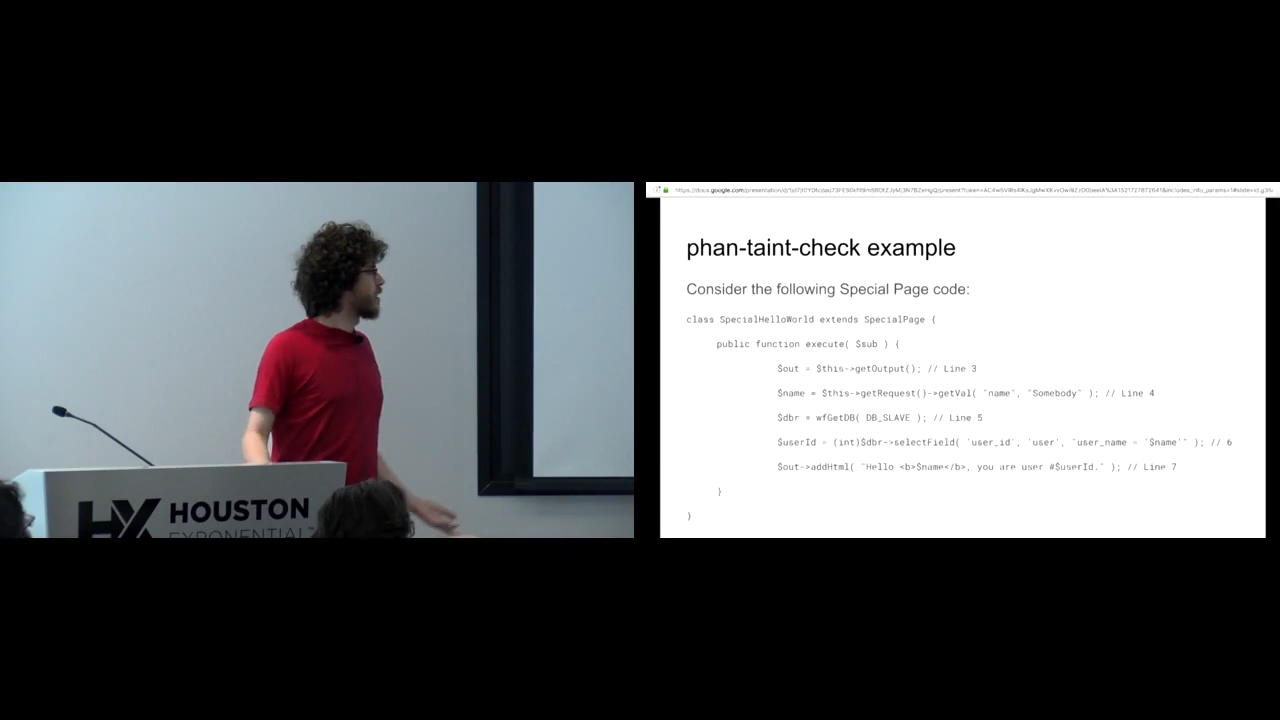 HOUSTON
EXPONENTIAL
phan-taint-check example
Consider the following Special Page code:
class SpecialHelloWorld extends SpecialPage {
public function execute( $sub ) {
$out = $this->getOutput(); // Line 3
$name = $this->getRequest()->getVal( "name", "Somebody" ); // Line 4
$dbr = wfGetDB( DB_SLAVE ); // Line 5
$userId = (int)$dbr->selectField( 'user_id', 'user', "user_name = '$name'" ); // 6
$out->addHtml( "Hello <b>$name</b>, you are user #$userId." ); // Line 7
}
}